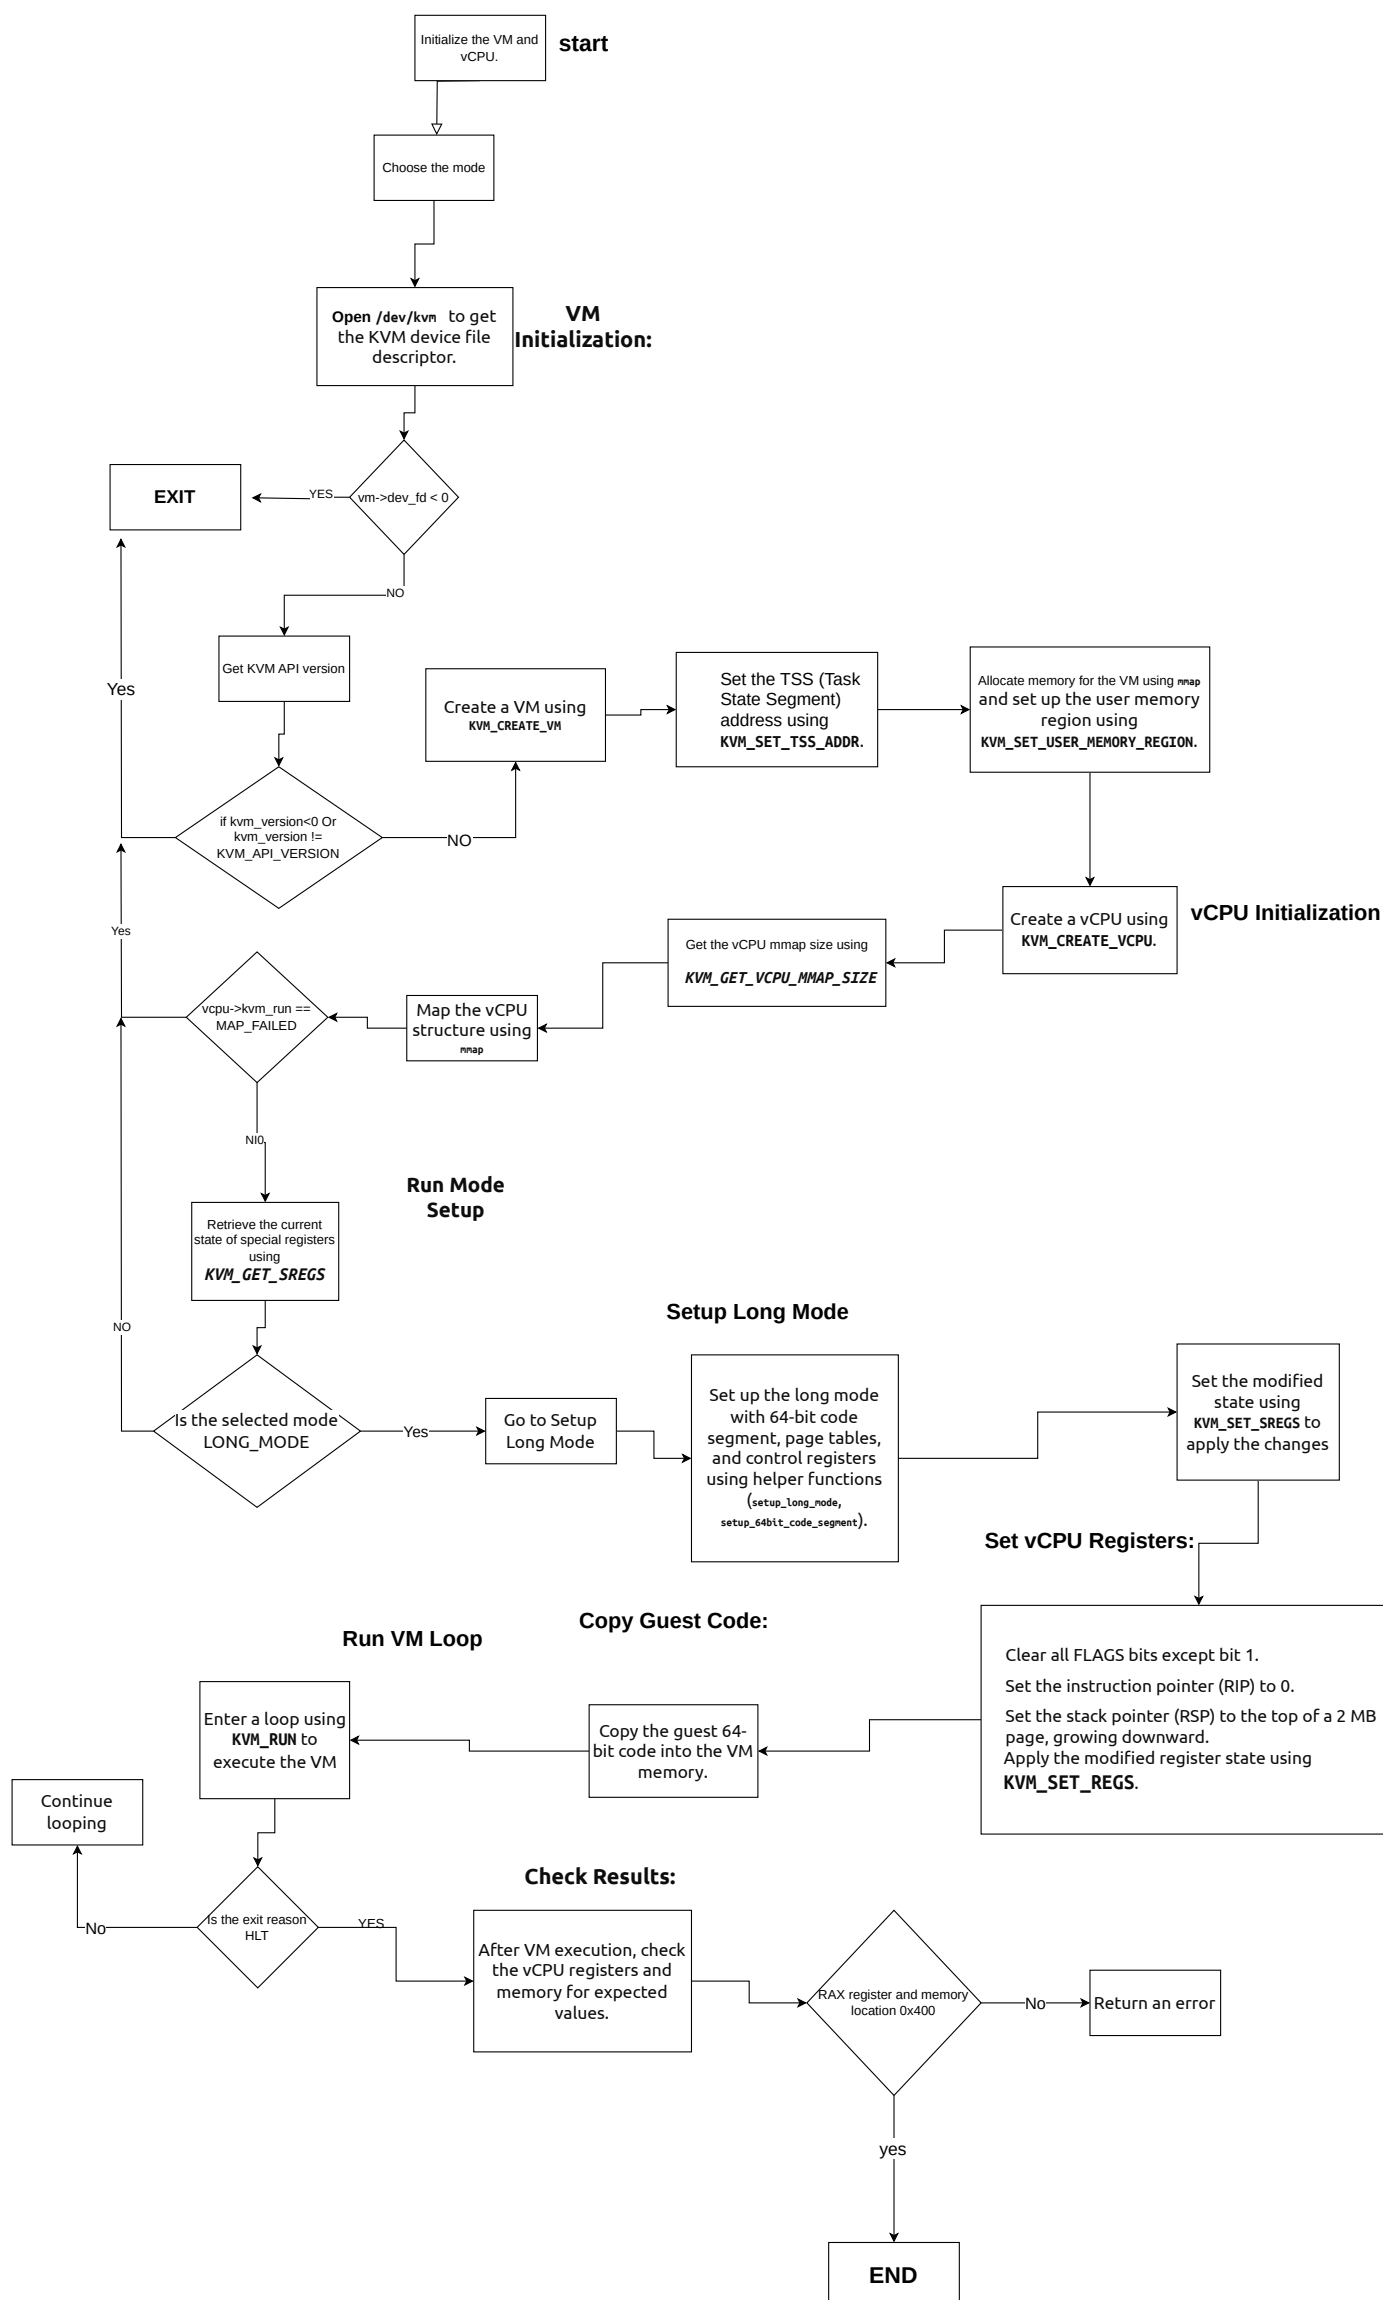 Initialize the VM and
vCPU.
start
Choose the mode
Open /dev/kvm to get
the KVM device file
descriptor.
VM
Initialization:
EXIT
YES
vm->dev_fd < 0
NO
Get KVM API version
Yes
Create a VM using
KVM_CREATE_VM
Set the TSS (Task
State Segment)
address using
KVM_SET_TSS_ADDR.
Allocate memory for the VM using mmap
and set up the user memory
region using
KVM_SET_USER_MEMORY_REGION.
if kvm_version<0 Or
kvm_version !=
KVM_API_VERSION
NO
Create a vCPU using
KVM_CREATE_VCPU.
vCPU Initialization
Get the vCPU mmap size using
KVM_GET_VCPU_MMAP_SIZE
Yes
Map the vCPU
structure using
mmap
vcpu->kvm_run ==
MAP_FAILED
NI0
Run Mode
Setup
Retrieve the current
state of special registers
using
KVM_GET_SREGS
NO
Setup Long Mode
Is the selected mode
LONG_MODE
Yes
Go to Setup
Long Mode
Set up the long mode
with 64-bit code
segment, page tables,
and control registers
using helper functions
(setup_long_mode,
setup_64bit_code_segment).
Set the modified
state using
KVM_SET_SREGS to
apply the changes
Set vCPU Registers:
Clear all FLAGS bits except bit 1.
Set the instruction pointer (RIP) to 0.
Set the stack pointer (RSP) to the top of a 2 MB
page, growing downward.
Apply the modified register state using
KVM_SET_REGS.
Copy Guest Code:
Copy the guest 64-
bit code into the VM
memory.
Run VM Loop
Enter a loop using
KVM_RUN to
execute the VM
Continue
looping
No
Is the exit reason
HLT
YES
Check Results:
After VM execution, check
the vCPU registers and
memory for expected
values.
RAX register and memory
location 0x400
No
Return an error
yes
END